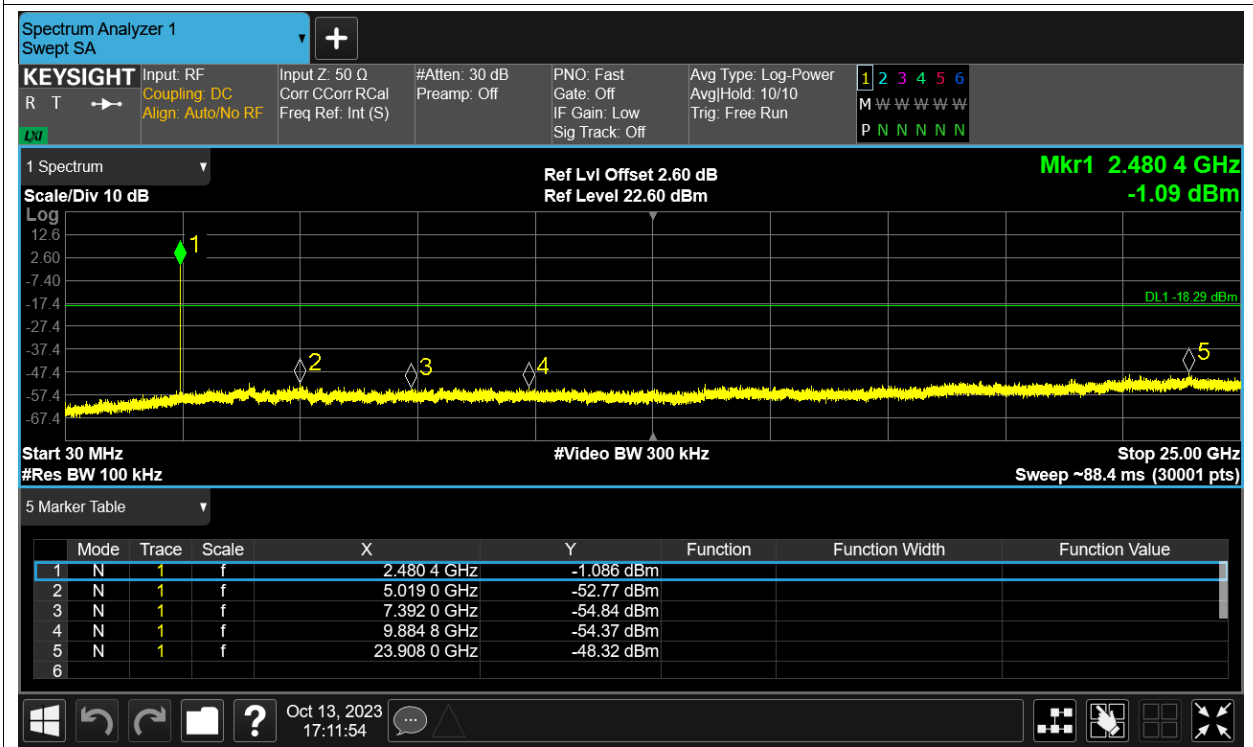 Spectrum Analyzer 1
Swept SA
+
KEYSIGHT
R T
LXI
Input: RF
Coupling: DC
Align: Auto/No RF
Input Z: 50 Ω
Corr CCorr RCal
Freq Ref: Int (S)
#Atten: 30 dB
Preamp: Off
PNO: Fast
Gate: Off
IF Gain: Low
Sig Track: Off
Avg Type: Log-Power
Avg|Hold: 10/10
Trig: Free Run
1 2 3 4 5 6
M W W W W W
P N N N N N
1 Spectrum
Scale/Div 10 dB
Ref Lvl Offset 2.60 dB
Ref Level 22.60 dBm
Mkr1 2.480 4 GHz
-1.09 dBm
Log
12.6
2.60
-7.40
-17.4
-27.4
-37.4
-47.4
-57.4
-67.4
1
2
3
4
5
DL1 -18.29 dBm
Start 30 MHz
#Video BW 300 kHz
Stop 25.00 GHz
#Res BW 100 kHz
Sweep ~88.4 ms (30001 pts)
5 Marker Table
Mode Trace Scale X Y Function Function Width Function Value
1 N 1 f 2.480 4 GHz -1.086 dBm
2 N 1 f 5.019 0 GHz -52.77 dBm
3 N 1 f 7.392 0 GHz -54.84 dBm
4 N 1 f 9.884 8 GHz -54.37 dBm
5 N 1 f 23.908 0 GHz -48.32 dBm
6
?
Oct 13, 2023
17:11:54